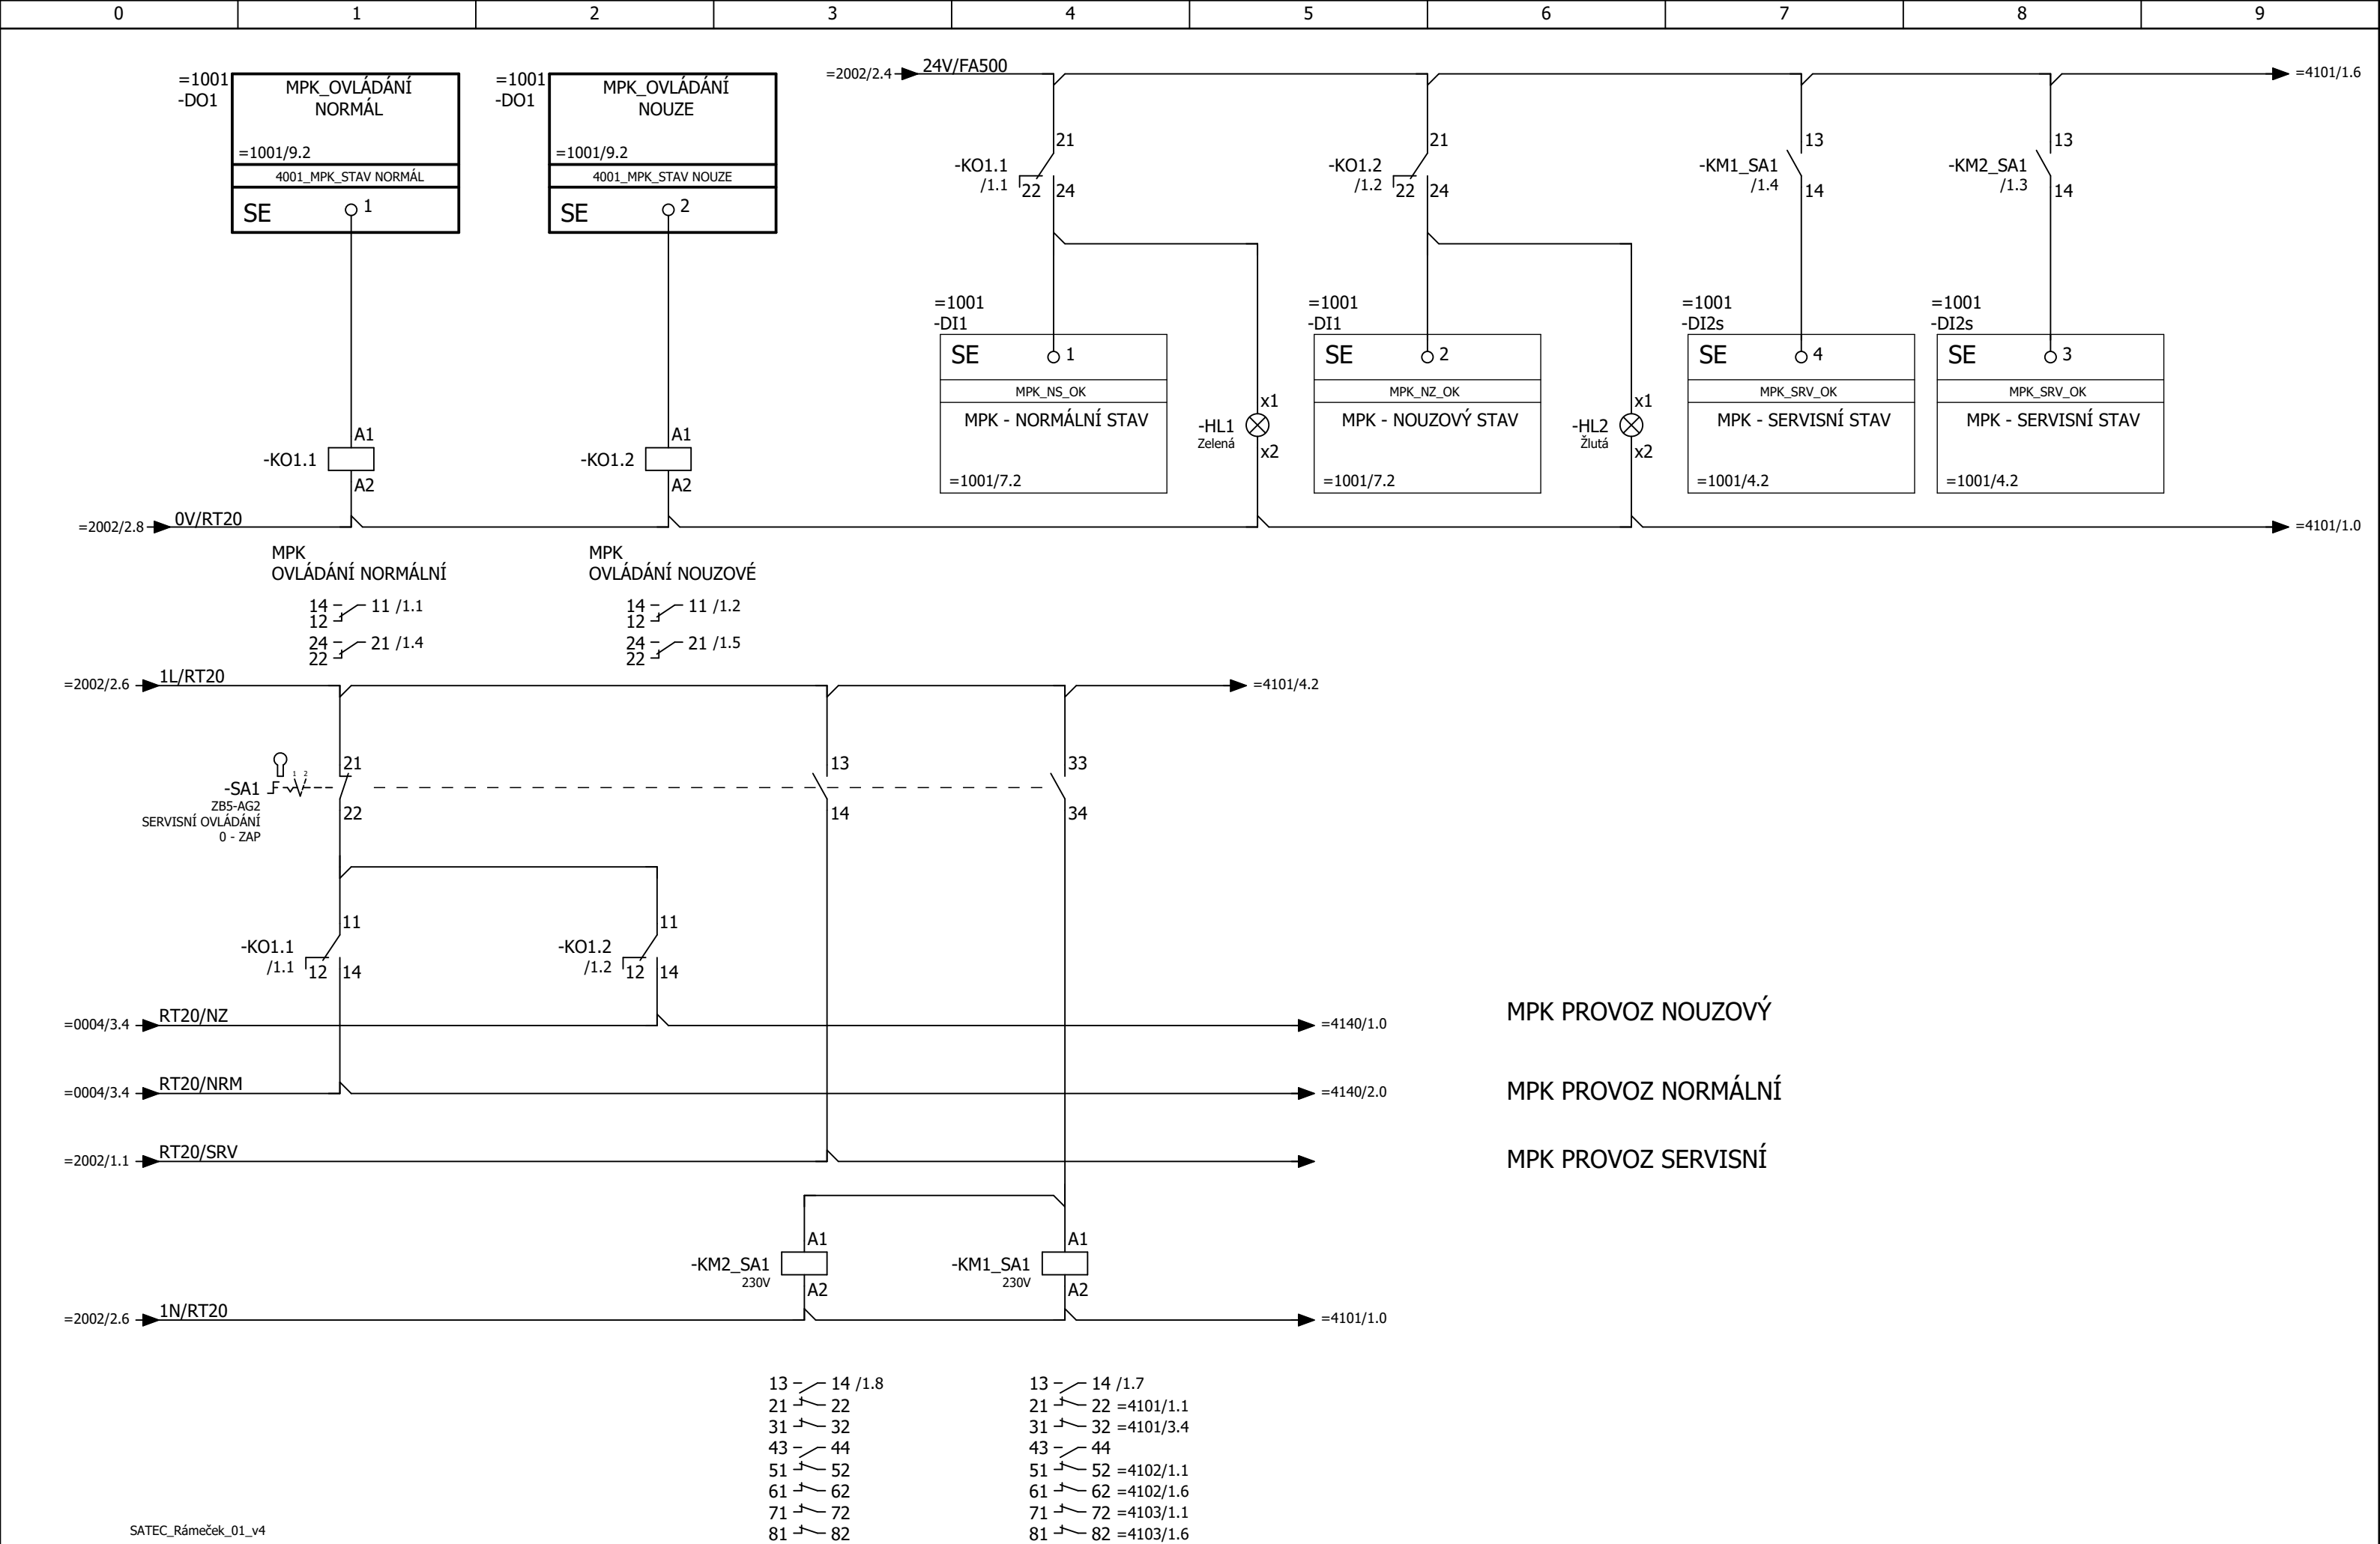 0 1 2 3 4 5 6 7 8 9
=1001
-DO1
MPK_OVLÁDÁNÍ
NORMÁL
=1001/9.2
4001_MPK_STAV NORMÁL
SE 1
=1001
-DO1
MPK_OVLÁDÁNÍ
NOUZE
=1001/9.2
4001_MPK_STAV NOUZE
SE 2
=2002/2.4 24V/FA500 =4101/1.6
21
-KO1.1
/1.1 22 24
21
-KO1.2
/1.2 22 24
13
-KM1_SA1
/1.4 14
13
-KM2_SA1
/1.3 14
=1001
-DI1
SE 1
MPK_NS_OK
MPK - NORMÁLNÍ STAV
=1001/7.2
x1
-HL1
Zelená
x2
=1001
-DI1
SE 2
MPK_NZ_OK
MPK - NOUZOVÝ STAV
=1001/7.2
x1
-HL2
Žlutá
x2
=1001
-DI2s
SE 4
MPK_SRV_OK
MPK - SERVISNÍ STAV
=1001/4.2
=1001
-DI2s
SE 3
MPK_SRV_OK
MPK - SERVISNÍ STAV
=1001/4.2
A1
-KO1.1
A2
A1
-KO1.2
A2
=2002/2.8 0V/RT20 =4101/1.0
MPK
OVLÁDÁNÍ NORMÁLNÍ
14 11 /1.1
12
24 21 /1.4
22
MPK
OVLÁDÁNÍ NOUZOVÉ
14 11 /1.2
12
24 21 /1.5
22
=2002/2.6 1L/RT20 =4101/4.2
21
1 2
-SA1
ZB5-AG2
22
SERVISNÍ OVLÁDÁNÍ
0 - ZAP
13
14
33
34
11
-KO1.1
/1.1 12 14
11
-KO1.2
/1.2 12 14
=0004/3.4 RT20/NZ =4140/1.0 MPK PROVOZ NOUZOVÝ
=0004/3.4 RT20/NRM =4140/2.0 MPK PROVOZ NORMÁLNÍ
=2002/1.1 RT20/SRV MPK PROVOZ SERVISNÍ
A1
-KM2_SA1
230V
A2
A1
-KM1_SA1
230V
A2
=2002/2.6 1N/RT20 =4101/1.0
13 14 /1.8
21 22
31 32
43 44
51 52
61 62
71 72
81 82
13 14 /1.7
21 22 =4101/1.1
31 32 =4101/3.4
43 44
51 52 =4102/1.1
61 62 =4102/1.6
71 72 =4103/1.1
81 82 =4103/1.6
SATEC_Rámeček_01_v4